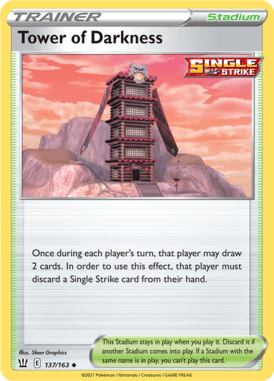 TRAINER Stadium
Tower of Darkness
SINGLE
STRIKE
Once during each player's turn, that player may draw
2 cards. In order to use this effect, that player must
discard a Single Strike card from their hand.
Illus. 5ban Graphics
E 137/163
This Stadium stays in play when you play it. Discard it if
another Stadium comes into play. If a Stadium with the
same name is in play, you can't play this card.
©2021 Pokémon / Nintendo / Creatures / GAME FREAK